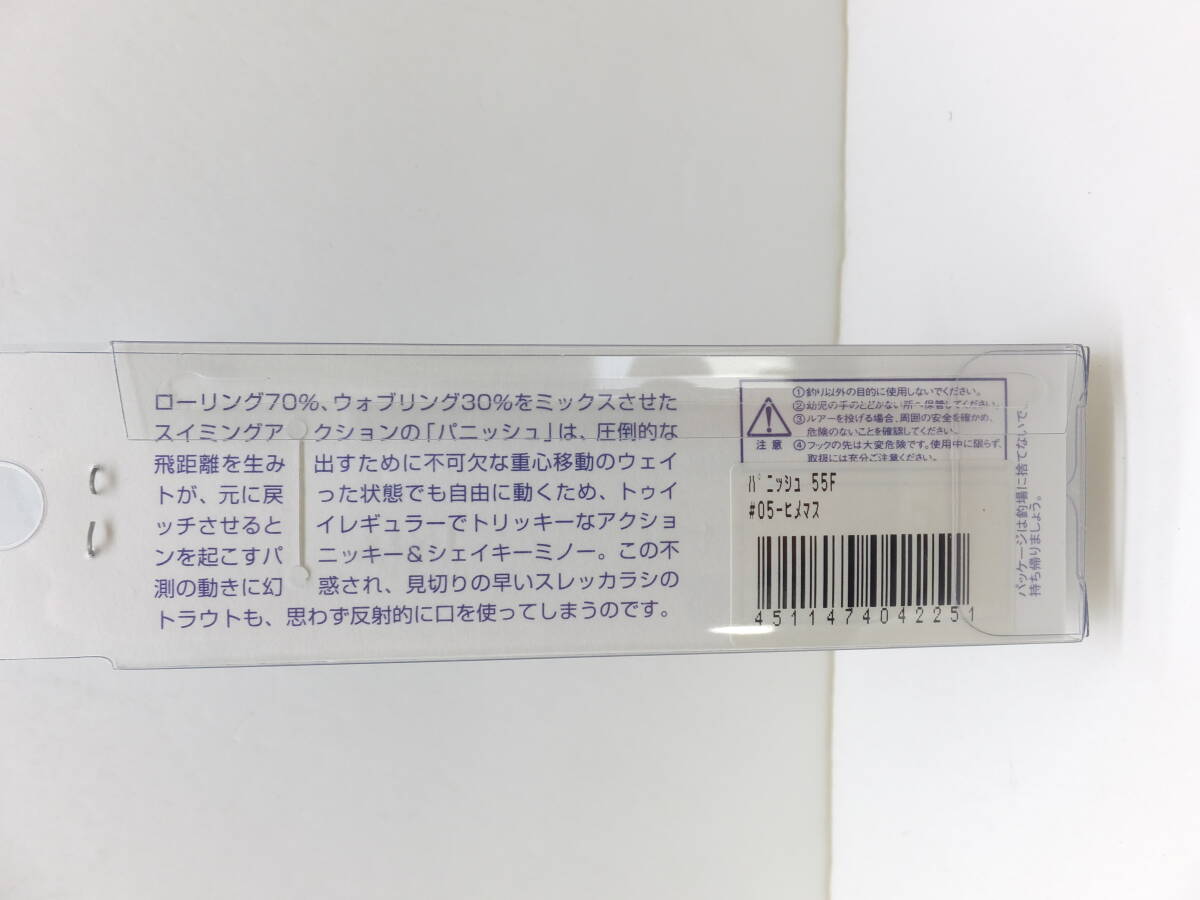 ローリング70%、ウォブリング30%をミックスさせた
スイミングアクションの「パニッシュ」は、圧倒的な
飛距離を生み出すために不可欠な重心移動のウェイ
トが、元に戻った状態でも自由に動くため、トゥイ
ッチさせるとイレギュラーでトリッキーなアクショ
ンを起こすパニッキー&シェイキーミノー。この不
測の動きに幻惑され、見切りの早いスレッカラシの
トラウトも、思わず反射的に口を使ってしまうのです。
注意
①釣り以外の目的に使用しないでください。
②幼児の手のとどかない所へ保管してください。
③ルアーを投げる場合、周囲の安全を確かめ、
危険のないことを確認してください。
④フックの先は大変危険です。使用中に限らず、
取扱には充分ご注意ください。
パニッシュ 55F
#05-ヒメマス
4511474042251
パッケージは釣場に捨てないで、
持ち帰りましょう。